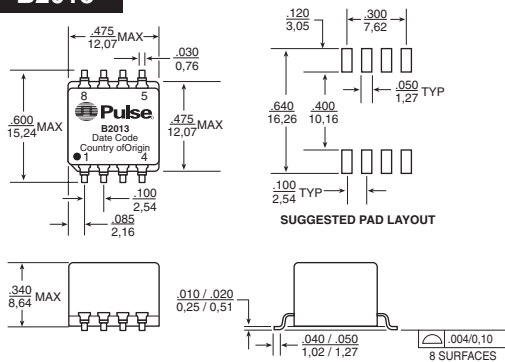 B2013
.475
12,07 MAX
.030
0,76
.600
15,24 MAX
8 5
Pulse
B2013
Date Code
Country ofOrigin
1 4
.475
12,07 MAX
.100
2,54
.085
2,16
.120
3,05
.300
7,62
.050
1,27 TYP
.640
16,26
.400
10,16
.100
2,54 TYP
SUGGESTED PAD LAYOUT
.340
8,64 MAX
.010 / .020
0,25 / 0,51
.040 / .050
1,02 / 1,27
.004/0,10
8 SURFACES